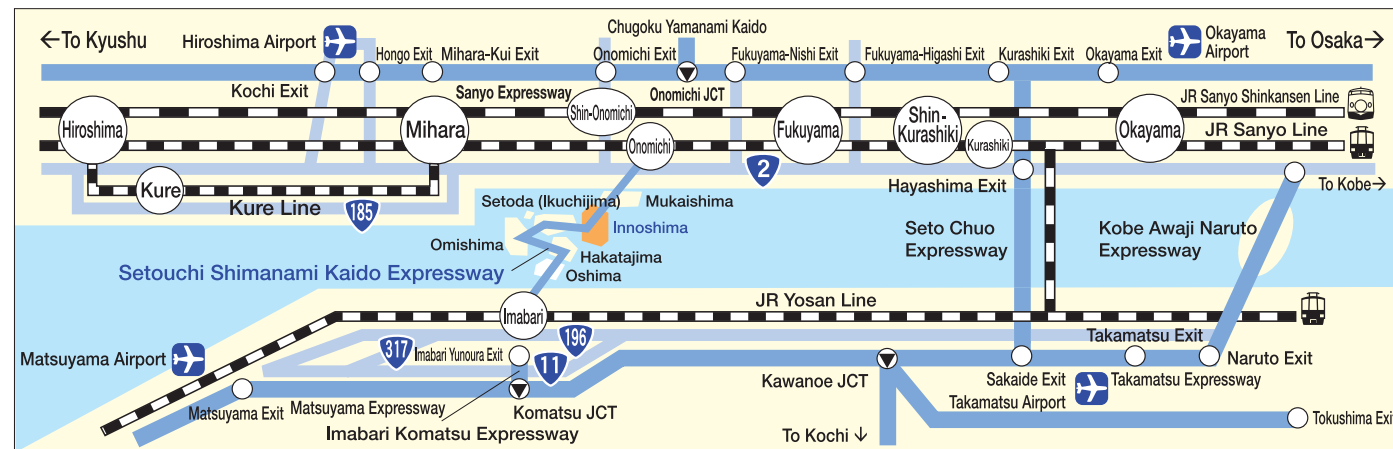 ←To Kyushu
Hiroshima Airport
Chugoku Yamanami Kaido
Okayama
Airport
To Osaka→
Hongo Exit
Mihara-Kui Exit
Onomichi Exit
Fukuyama-Nishi Exit
Fukuyama-Higashi Exit
Kurashiki Exit
Okayama Exit
Kochi Exit
Sanyo Expressway
Onomichi JCT
JR Sanyo Shinkansen Line
Hiroshima
Mihara
Shin-Onomichi
Onomichi
Fukuyama
Shin-
Kurashiki
Kurashiki
Okayama
JR Sanyo Line
2
Kure
Kure Line
185
Hayashima Exit
To Kobe→
Setoda (Ikuchijima)
Mukaishima
Innoshima
Omishima
Hakatajima
Oshima
Setouchi Shimanami Kaido Expressway
Seto Chuo
Expressway
Kobe Awaji Naruto
Expressway
Imabari
JR Yosan Line
Matsuyama Airport
317
196
11
Imabari Yunoura Exit
Takamatsu Exit
Naruto Exit
Kawanoe JCT
Sakaide Exit
Takamatsu Expressway
Takamatsu Airport
Matsuyama Exit
Matsuyama Expressway
Komatsu JCT
Imabari Komatsu Expressway
To Kochi ↓
Tokushima Exit